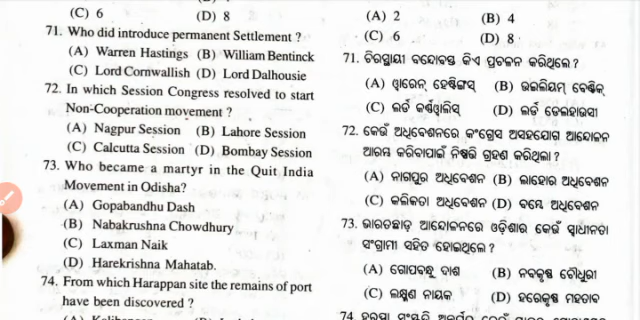 (C) 6 (D) 8
71. Who did introduce permanent Settlement ?
(A) Warren Hastings (B) William Bentinck
(C) Lord Cornwallish (D) Lord Dalhousie
72. In which Session Congress resolved to start
Non-Cooperation movement ?
(A) Nagpur Session (B) Lahore Session
(C) Calcutta Session (D) Bombay Session
73. Who became a martyr in the Quit India
Movement in Odisha?
(A) Gopabandhu Dash
(B) Nabakrushna Chowdhury
(C) Laxman Naik
(D) Harekrishna Mahatab.
74. From which Harappan site the remains of port
have been discovered ?
(A) 2 (B) 4
(C) 6 (D) 8
71. ଚିରସ୍ଥାୟୀ ବନ୍ଦୋବସ୍ତ କିଏ ପ୍ରଚଳନ କରିଥିଲେ ?
(A) ୱାରେନ୍ ହେଷ୍ଟିଙ୍ଗସ୍ (B) ଉଇଲିୟମ୍ ବେଣ୍ଟିକ୍
(C) ଲର୍ଡ କର୍ଣ୍ଣୱାଲିସ୍ (D) ଲର୍ଡ ଡେଲହାଉସୀ
72. କେଉଁ ଅଧିବେଶନରେ କଂଗ୍ରେସ ଅସହଯୋଗ ଆନ୍ଦୋଳନ
ଆରମ୍ଭ କରିବାପାଇଁ ନିଷ୍ପତ୍ତି ଗ୍ରହଣ କରିଥିଲା ?
(A) ନାଗପୁର ଅଧିବେଶନ (B) ଲାହୋର ଅଧିବେଶନ
(C) କଲିକତା ଅଧିବେଶନ (D) ବମ୍ବେ ଅଧିବେଶନ
73. ଭାରତଛାଡ଼ ଆନ୍ଦୋଳନରେ ଓଡ଼ିଶାର କେଉଁ ସ୍ୱାଧୀନତା
ସଂଗ୍ରାମୀ ସହିଦ ହୋଇଥିଲେ ?
(A) ଗୋପବନ୍ଧୁ ଦାଶ (B) ନବକୃଷ୍ଣ ଚୌଧୁରୀ
(C) ଲକ୍ଷ୍ମଣ ନାୟକ (D) ହରେକୃଷ୍ଣ ମହତାବ
74.